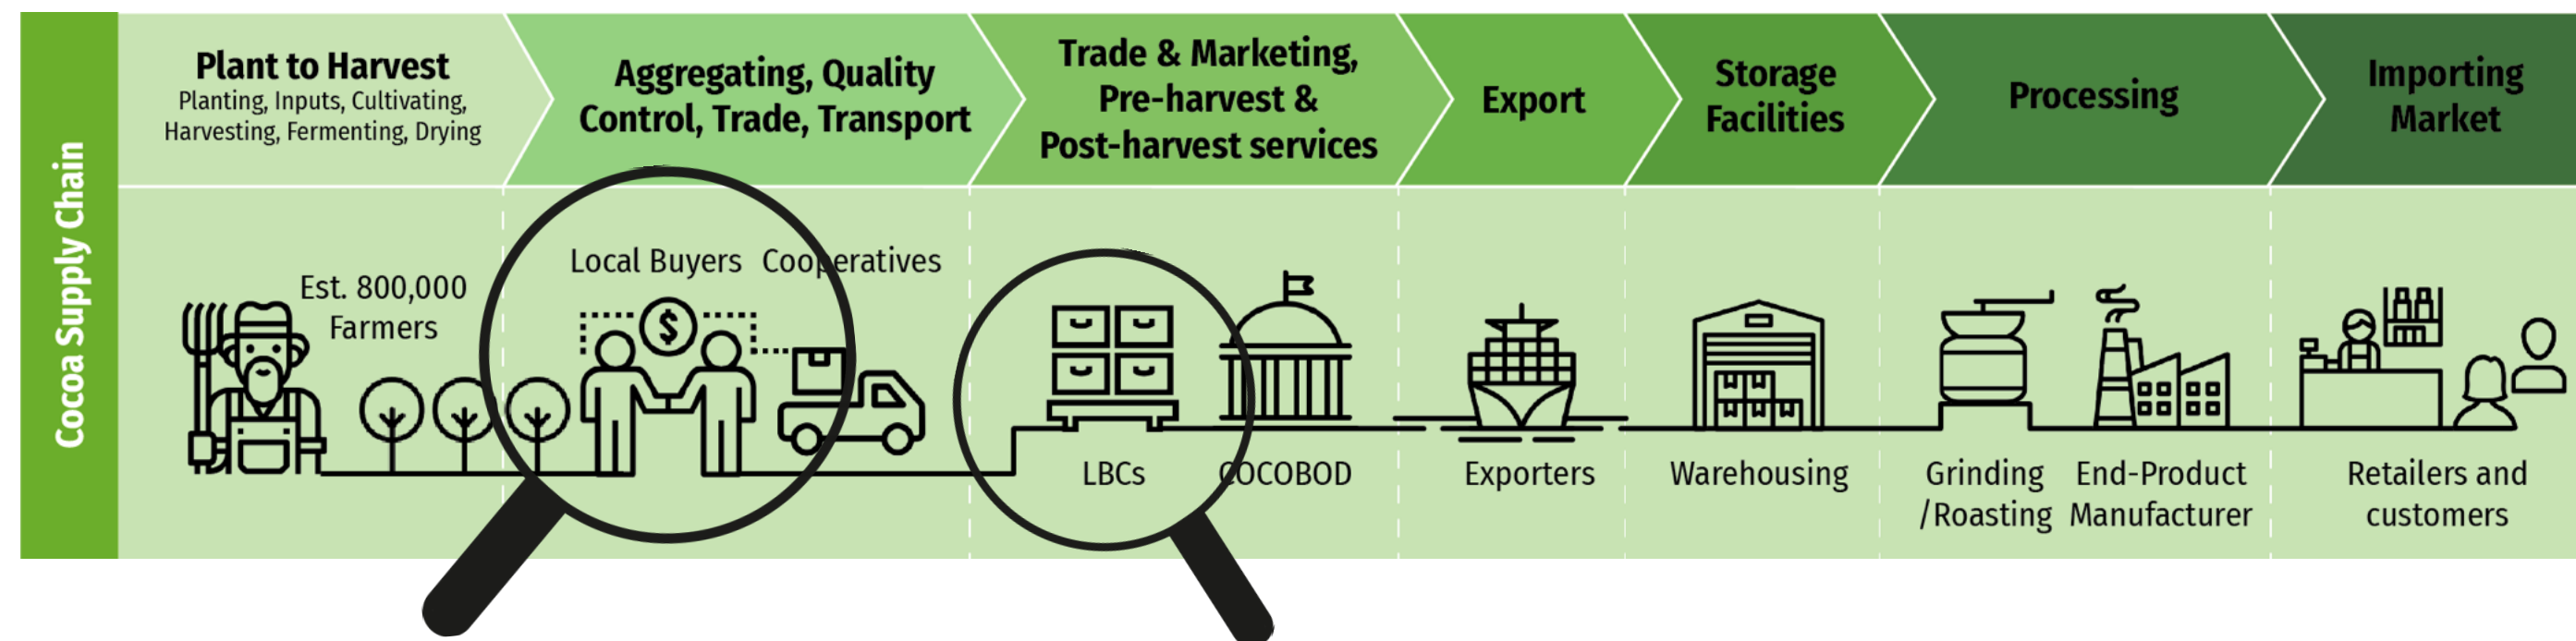 Cocoa Supply Chain
Plant to Harvest
Planting, Inputs, Cultivating,
Harvesting, Fermenting, Drying
Aggregating, Quality
Control, Trade, Transport
Trade & Marketing,
Pre-harvest &
Post-harvest services
Export
Storage
Facilities
Processing
Importing
Market
Est. 800,000
Farmers
Local Buyers
Cooperatives
$
LBCs
COCOBOD
Exporters
Warehousing
Grinding
/Roasting
End-Product
Manufacturer
Retailers and
customers